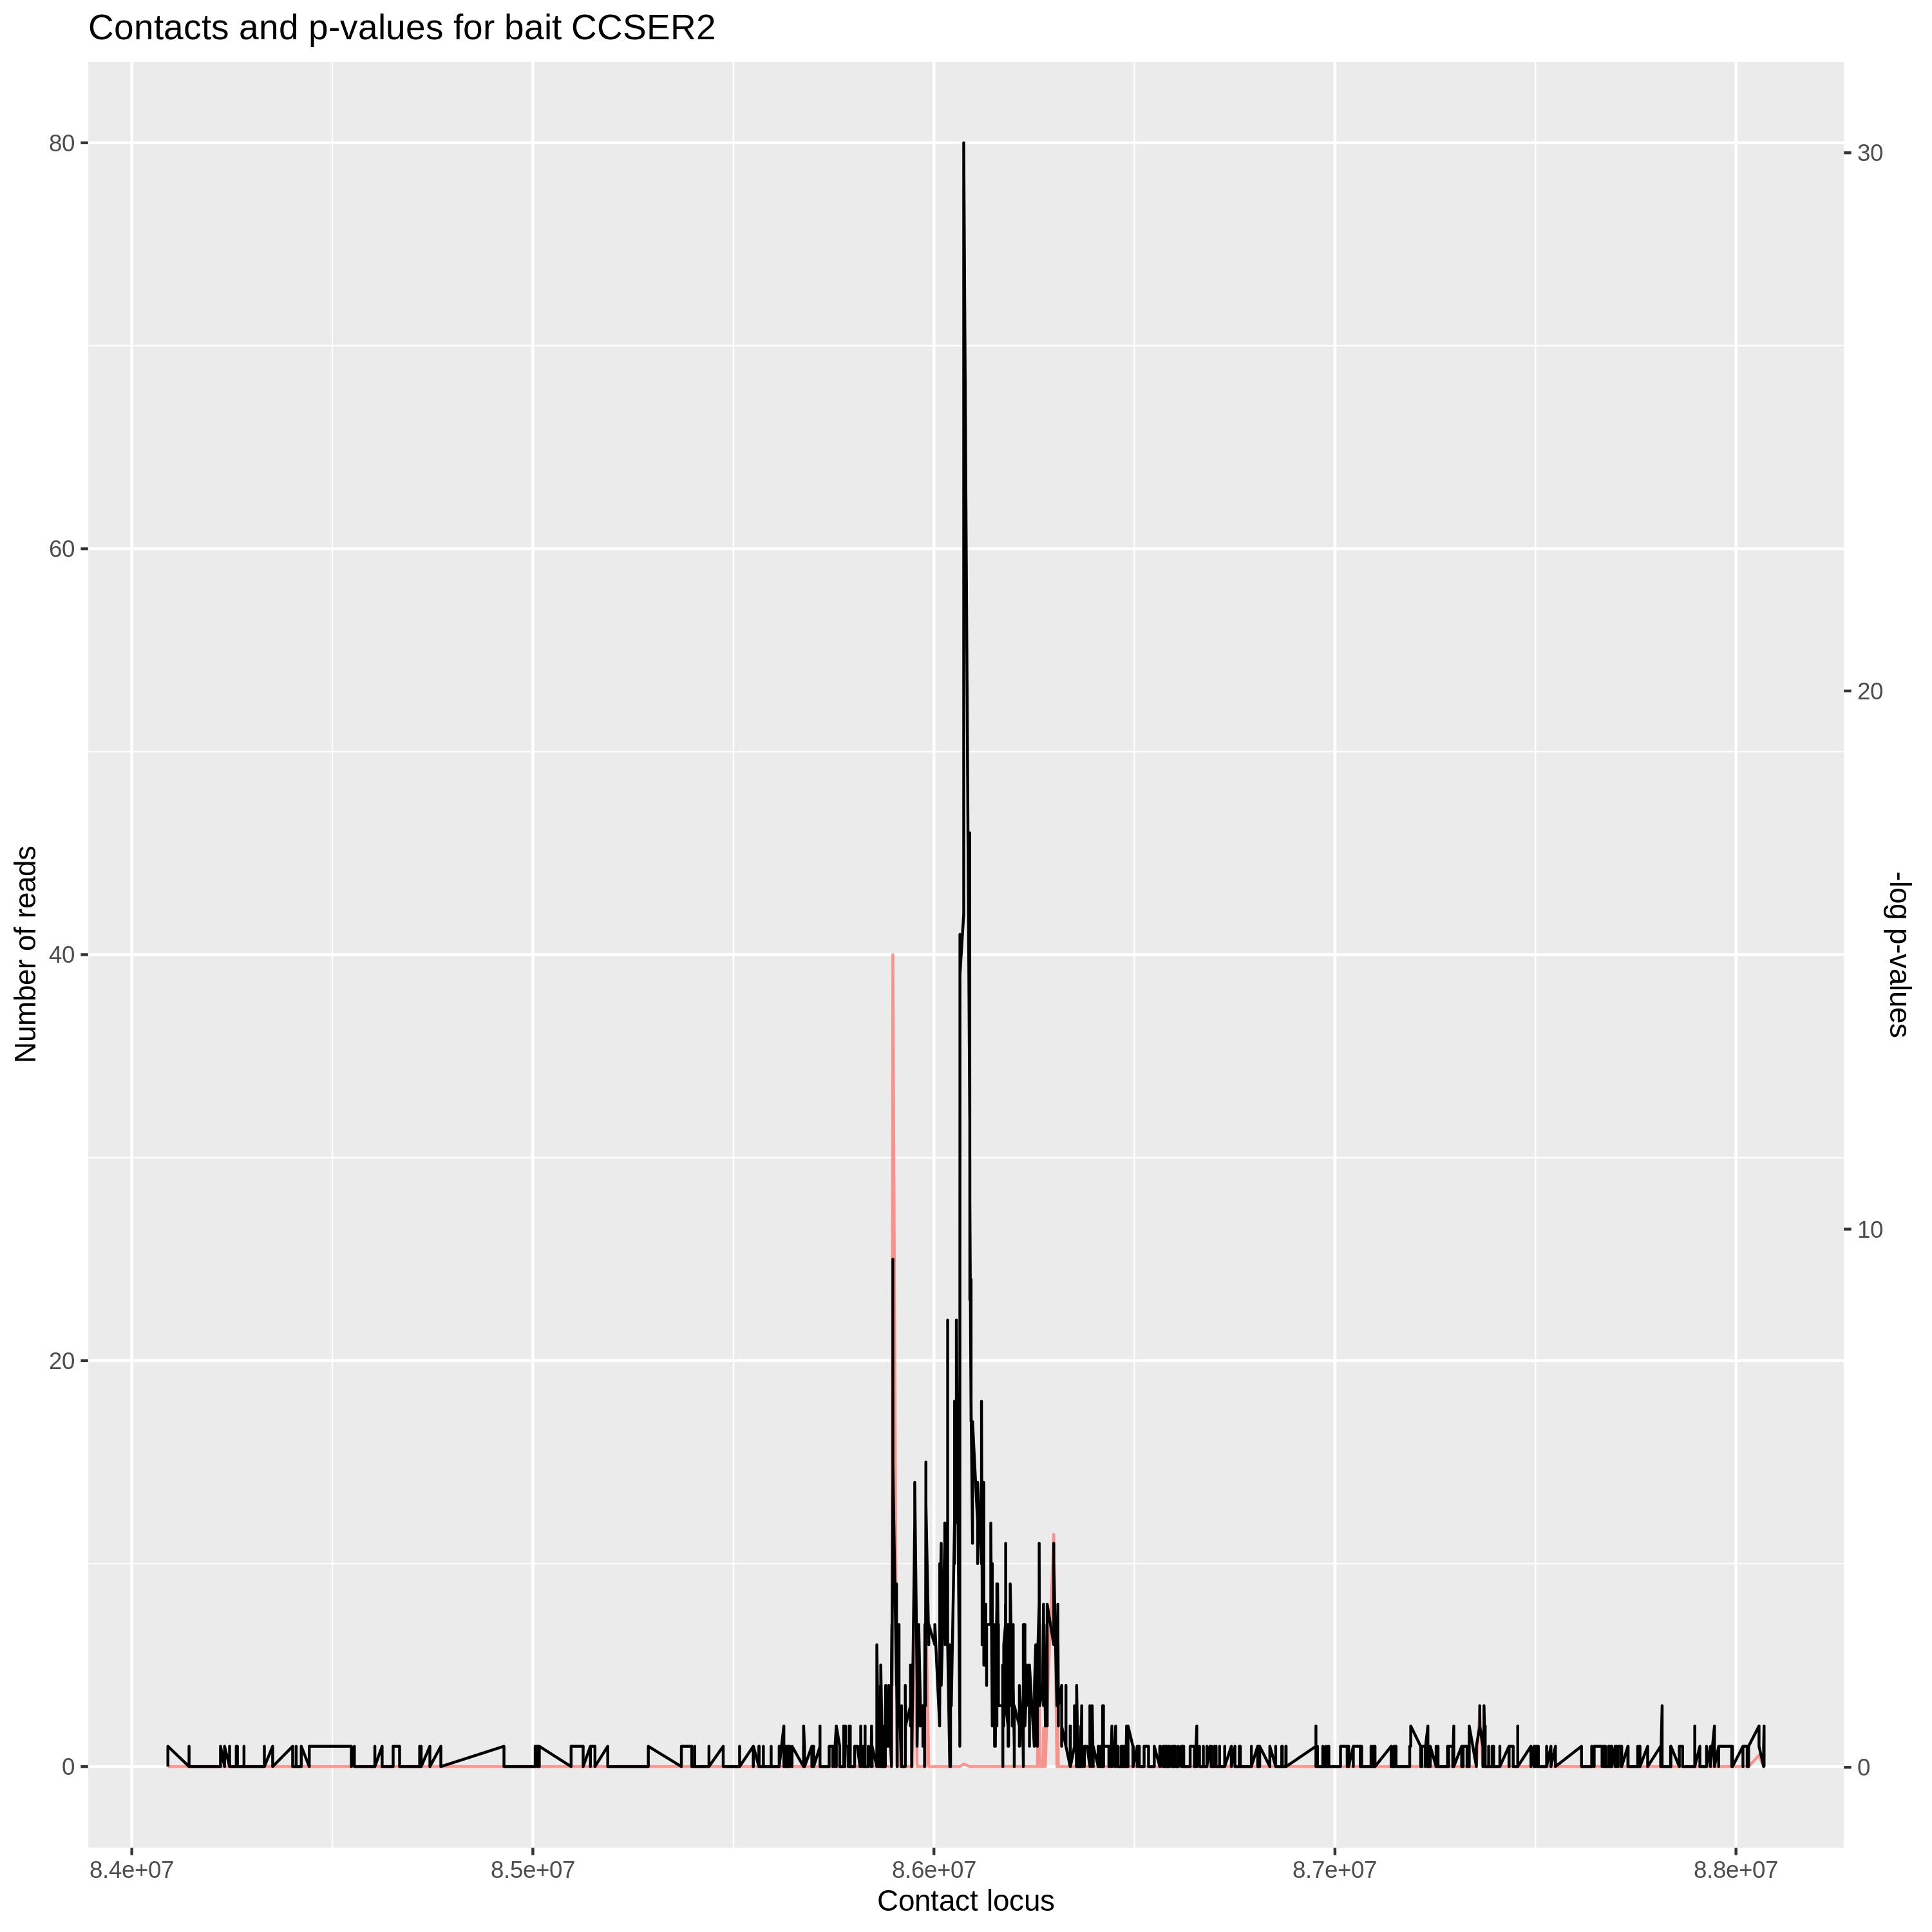 Contacts and p-values for bait CCSER2
80
60
40
20
0
30
20
10
0
Number of reads
-log p-values
8.4e+07 8.5e+07 8.6e+07 8.7e+07 8.8e+07
Contact locus